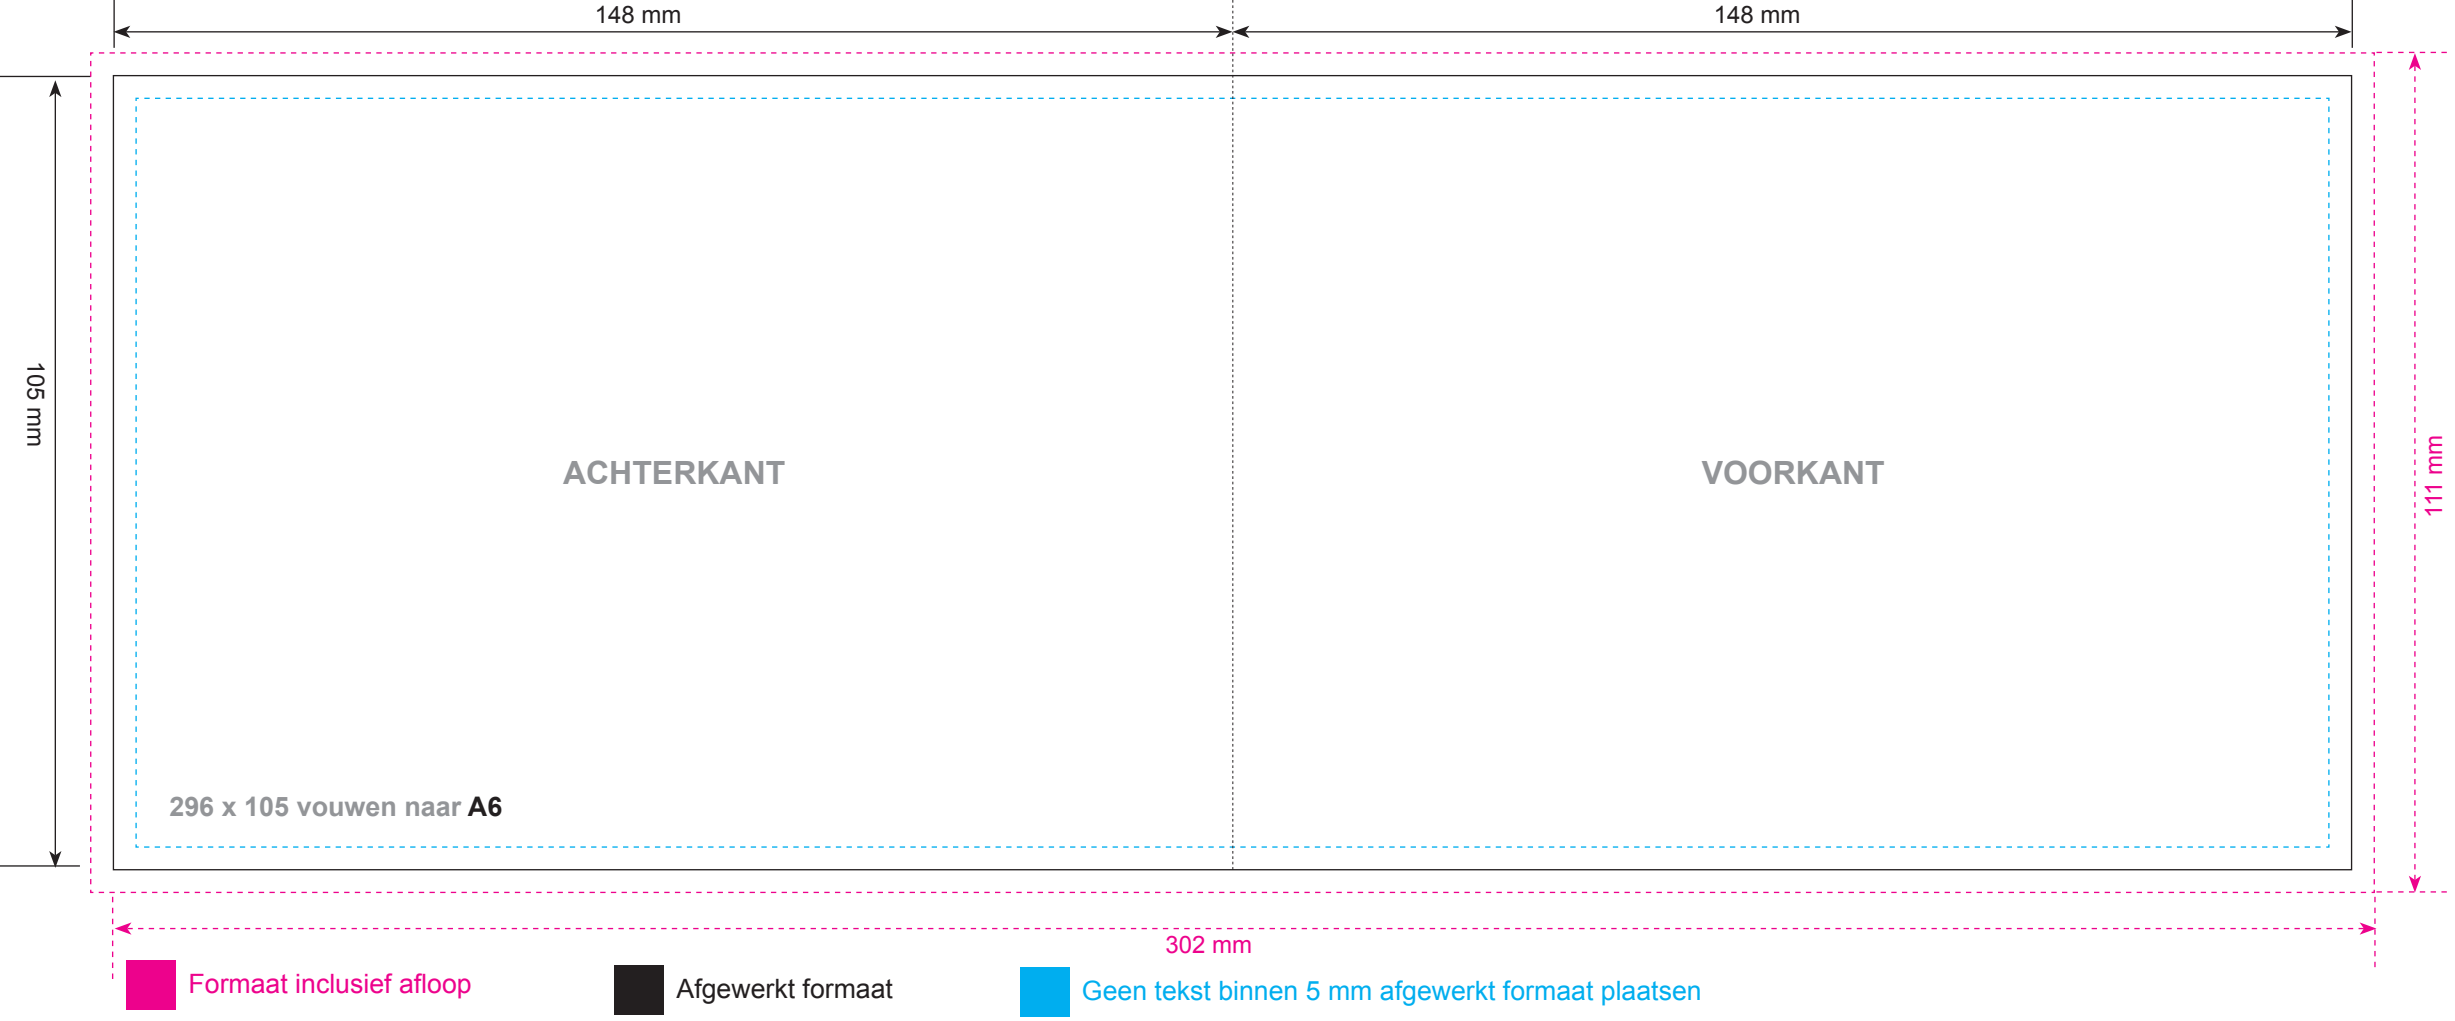 148 mm
148 mm
105 mm
ACHTERKANT
VOORKANT
111 mm
296 x 105 vouwen naar A6
302 mm
Formaat inclusief afloop
Afgewerkt formaat
Geen tekst binnen 5 mm afgewerkt formaat plaatsen